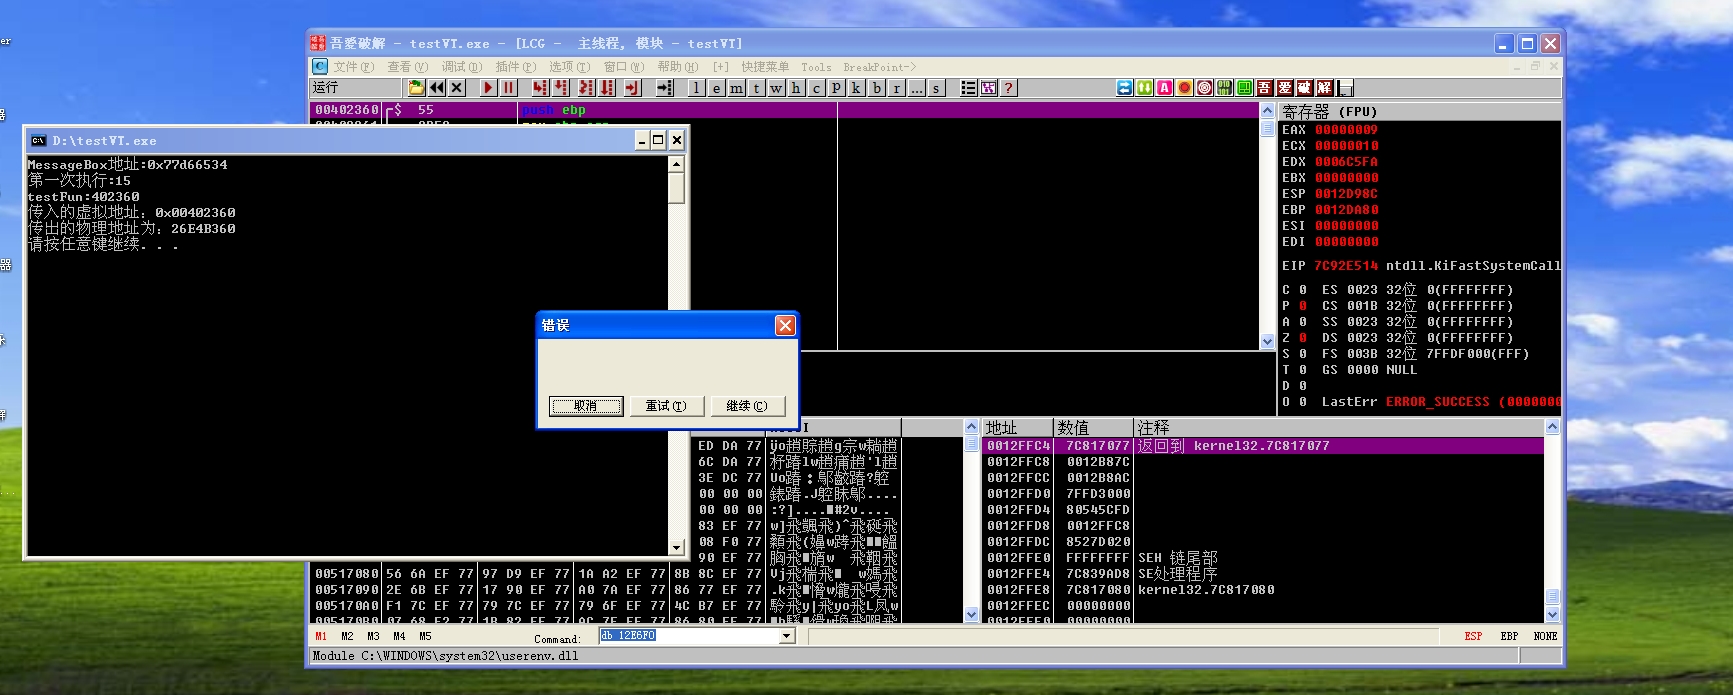 吾爱破解 - testVT.exe - [LCG - 主线程, 模块 - testVT]
文件(F) 查看(V) 调试(D) 插件(P) 选项(T) 窗口(W) 帮助(H) [+] 快捷菜单 Tools BreakPoint->
运行
l e m t w h c p k b r ... s
吾 爱 破 解
00402360 $ 55 push ebp
D:\testVT.exe
MessageBox地址:0x77d66534
第一次执行:15
testFun:402360
传入的虚拟地址: 0x00402360
传出的物理地址为: 26E4B360
请按任意键继续. . .
错误
取消 重试(T) 继续(C)
寄存器 (FPU)
EAX 00000009
ECX 00000010
EDX 0006C5FA
EBX 00000000
ESP 0012D98C
EBP 0012DA80
ESI 00000000
EDI 00000000
EIP 7C92E514 ntdll.KiFastSystemCall
C 0 ES 0023 32位 0(FFFFFFFF)
P 0 CS 001B 32位 0(FFFFFFFF)
A 0 SS 0023 32位 0(FFFFFFFF)
Z 0 DS 0023 32位 0(FFFFFFFF)
S 0 FS 003B 32位 7FFDF000(FFF)
T 0 GS 0000 NULL
D 0
O 0 LastErr ERROR_SUCCESS (0000000
ED DA 77
6C DA 77
3E DC 77
00 00 00
00 00 00
83 EF 77
08 F0 77
90 EF 77
00517080 56 6A EF 77 97 D9 EF 77 1A A2 EF 77 8B 8C EF 77
00517090 2E 6B EF 77 17 90 EF 77 A0 7A EF 77 86 77 EF 77
005170A0 F1 7C EF 77 79 7C EF 77 79 6F EF 77 4C B7 EF 77
地址 数值 注释
0012FFC4 7C817077 返回到 kernel32.7C817077
0012FFC8 0012B87C
0012FFCC 0012B8AC
0012FFD0 7FFD3000
0012FFD4 80545CFD
0012FFD8 0012FFC8
0012FFDC 8527D020
0012FFE0 FFFFFFFF SEH 链尾部
0012FFE4 7C839AD8 SE处理程序
0012FFE8 7C817080 kernel32.7C817080
0012FFEC 00000000
0012FFF0 00000000
M1 M2 M3 M4 M5 Command: db 12E6F0 ESP EBP NONE
Module C:\WINDOWS\system32\userenv.dll